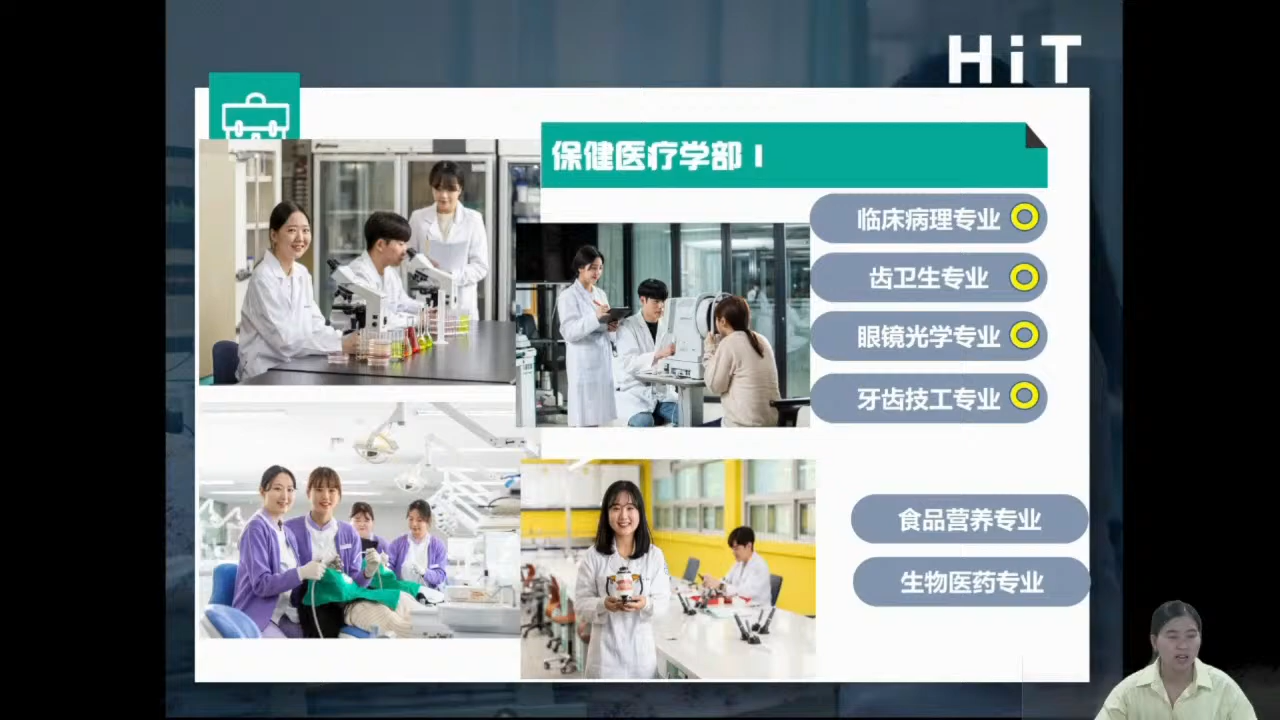 HiT
保健医疗学部 I
临床病理专业
齿卫生专业
眼镜光学专业
牙齿技工专业
食品营养专业
生物医药专业